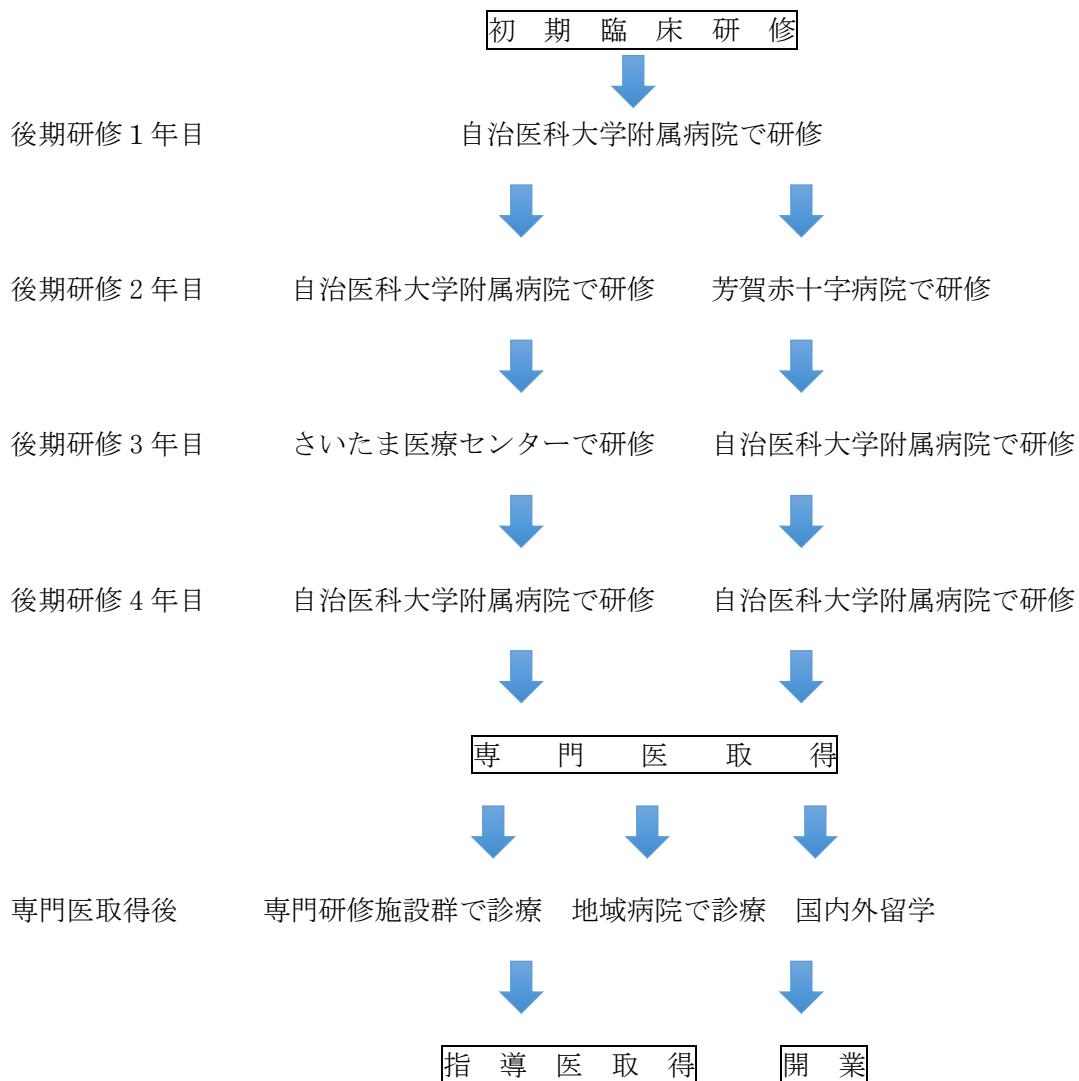 初期臨床研修
後期研修1年目 自治医科大学附属病院で研修
後期研修2年目 自治医科大学附属病院で研修 芳賀赤十字病院で研修
後期研修3年目 さいたま医療センターで研修 自治医科大学附属病院で研修
後期研修4年目 自治医科大学附属病院で研修 自治医科大学附属病院で研修
専門医取得
専門医取得後 専門研修施設群で診療 地域病院で診療 国内外留学
指導医取得 開業